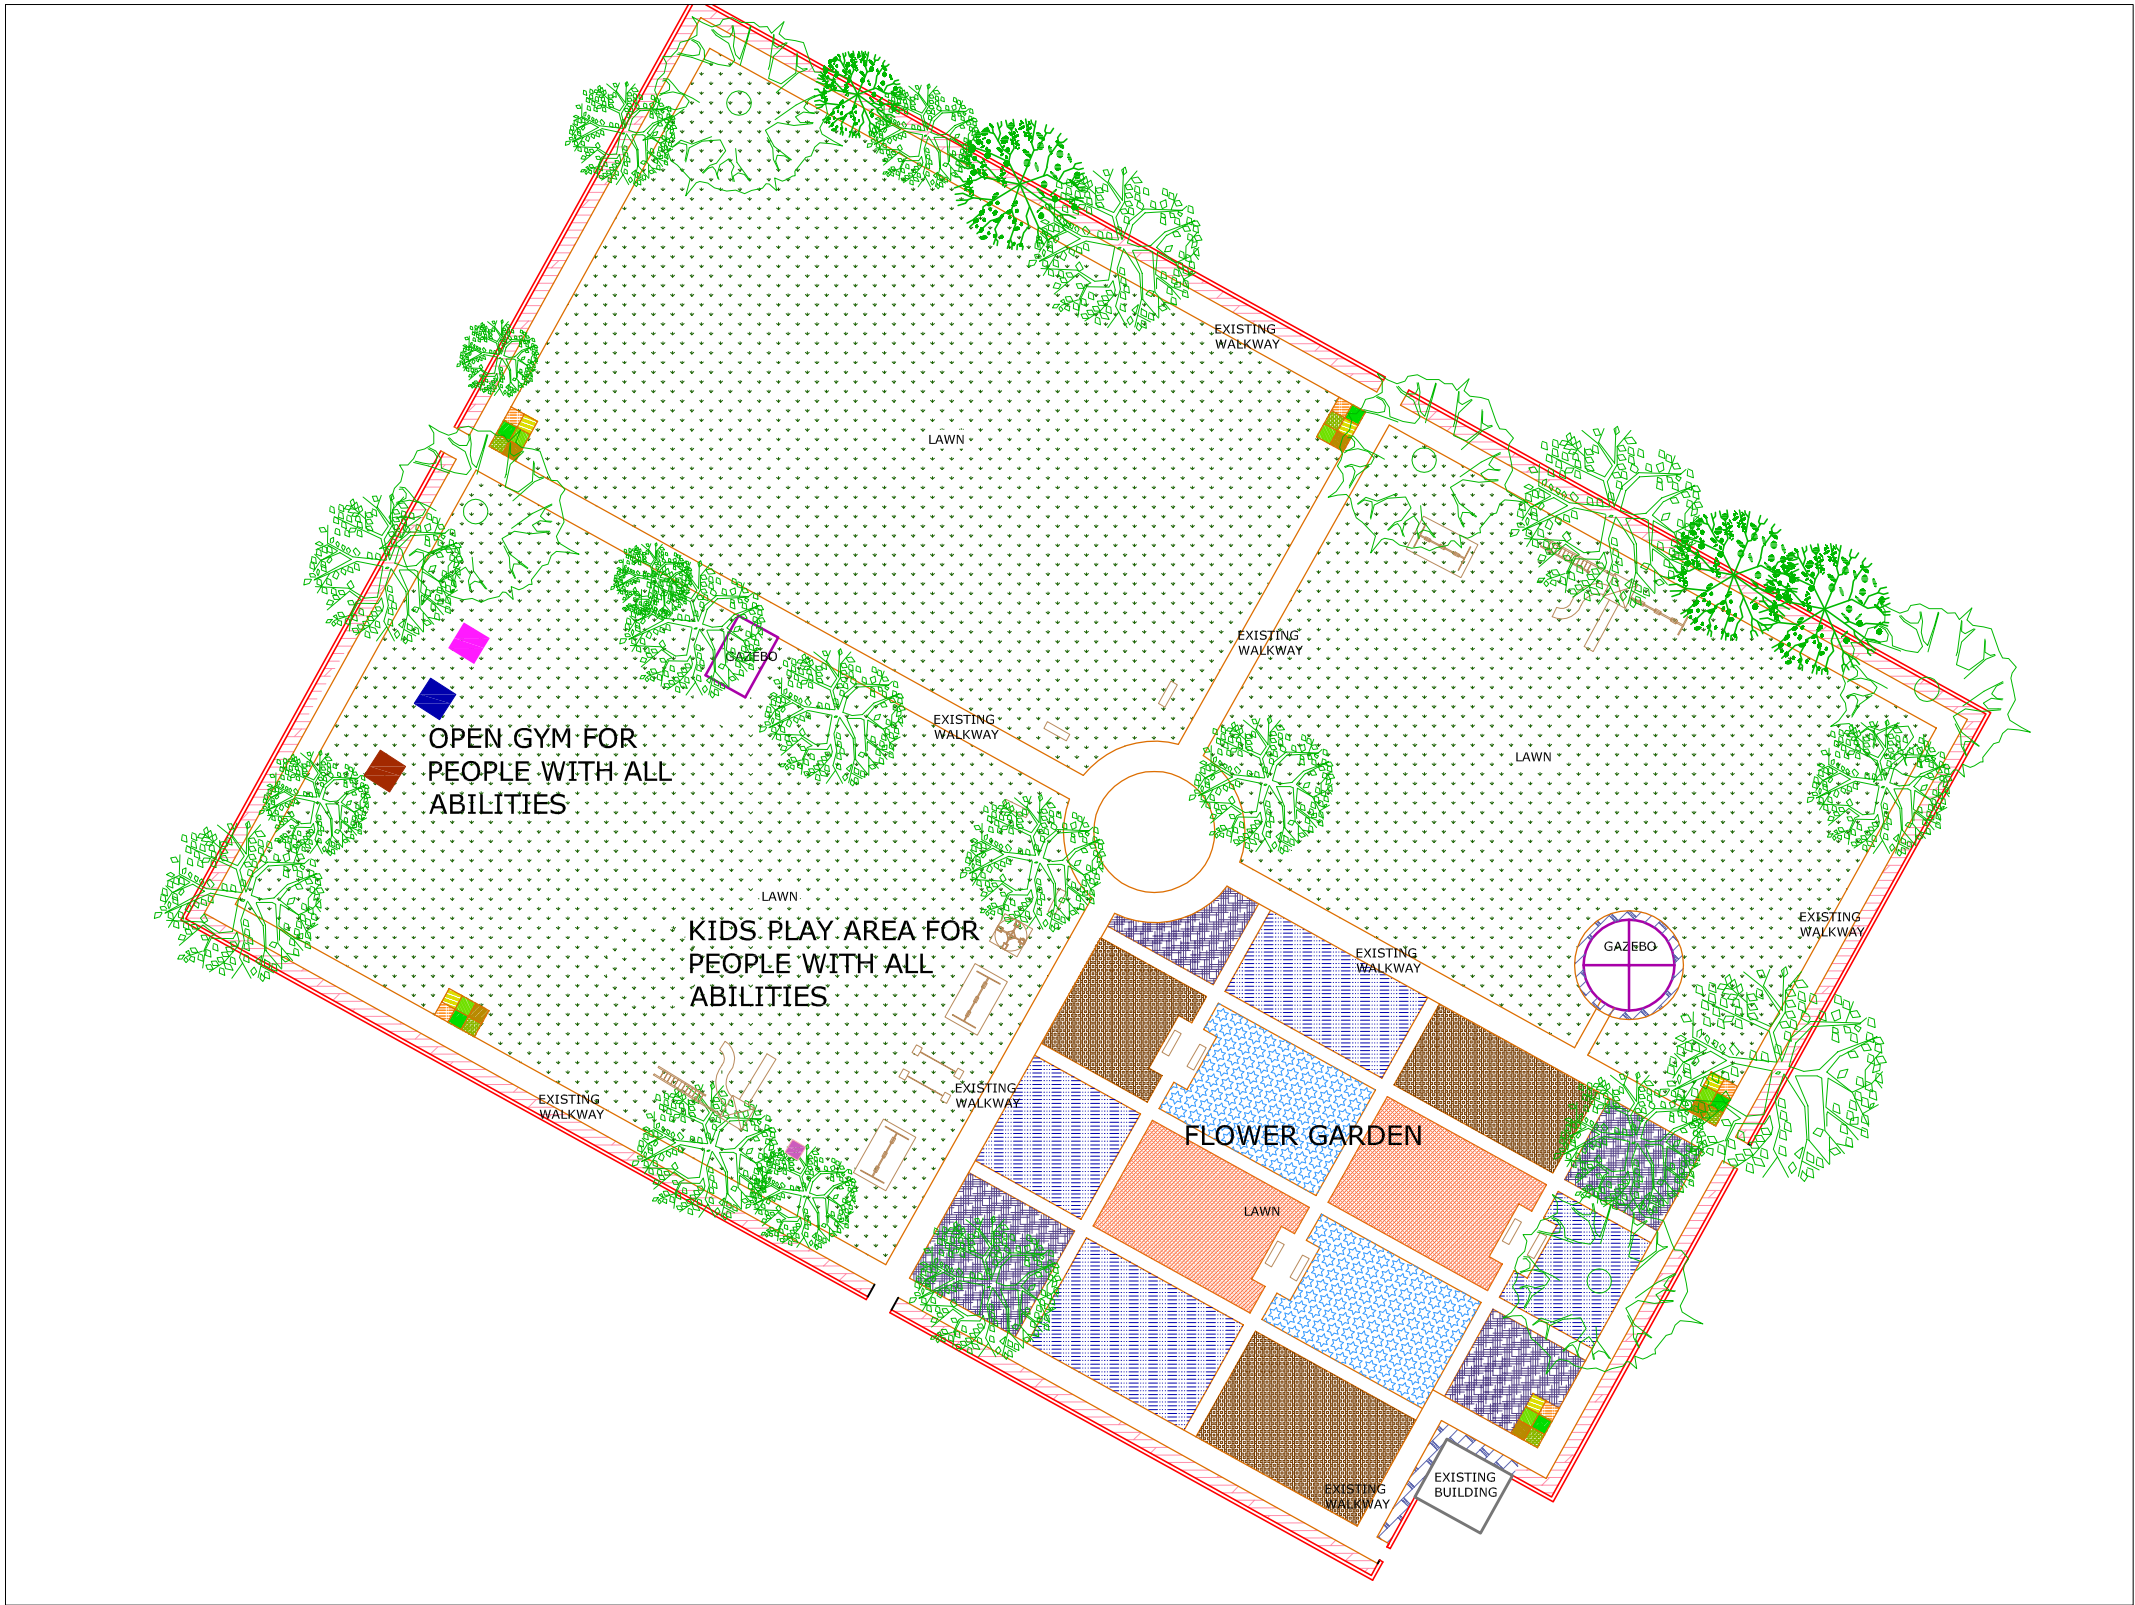 EXISTING
WALKWAY
LAWN
EXISTING
WALKWAY
GAZEBO
EXISTING
WALKWAY
OPEN GYM FOR
PEOPLE WITH ALL
ABILITIES
LAWN
LAWN
KIDS PLAY AREA FOR
PEOPLE WITH ALL
ABILITIES
EXISTING
WALKWAY
GAZEBO
EXISTING
WALKWAY
EXISTING
WALKWAY
EXISTING
WALKWAY
FLOWER GARDEN
LAWN
EXISTING
BUILDING
EXISTING
WALKWAY